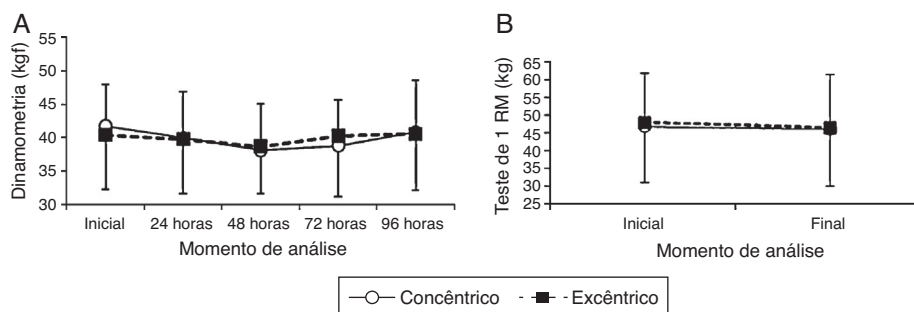 A
Dinamometria (kgf)
55
50
45
40
35
30
Inicial 24 horas 48 horas 72 horas 96 horas
Momento de análise
B
Teste de 1 RM (kg)
65
60
55
50
45
40
35
30
25
Inicial Final
Momento de análise
Concêntrico Excêntrico